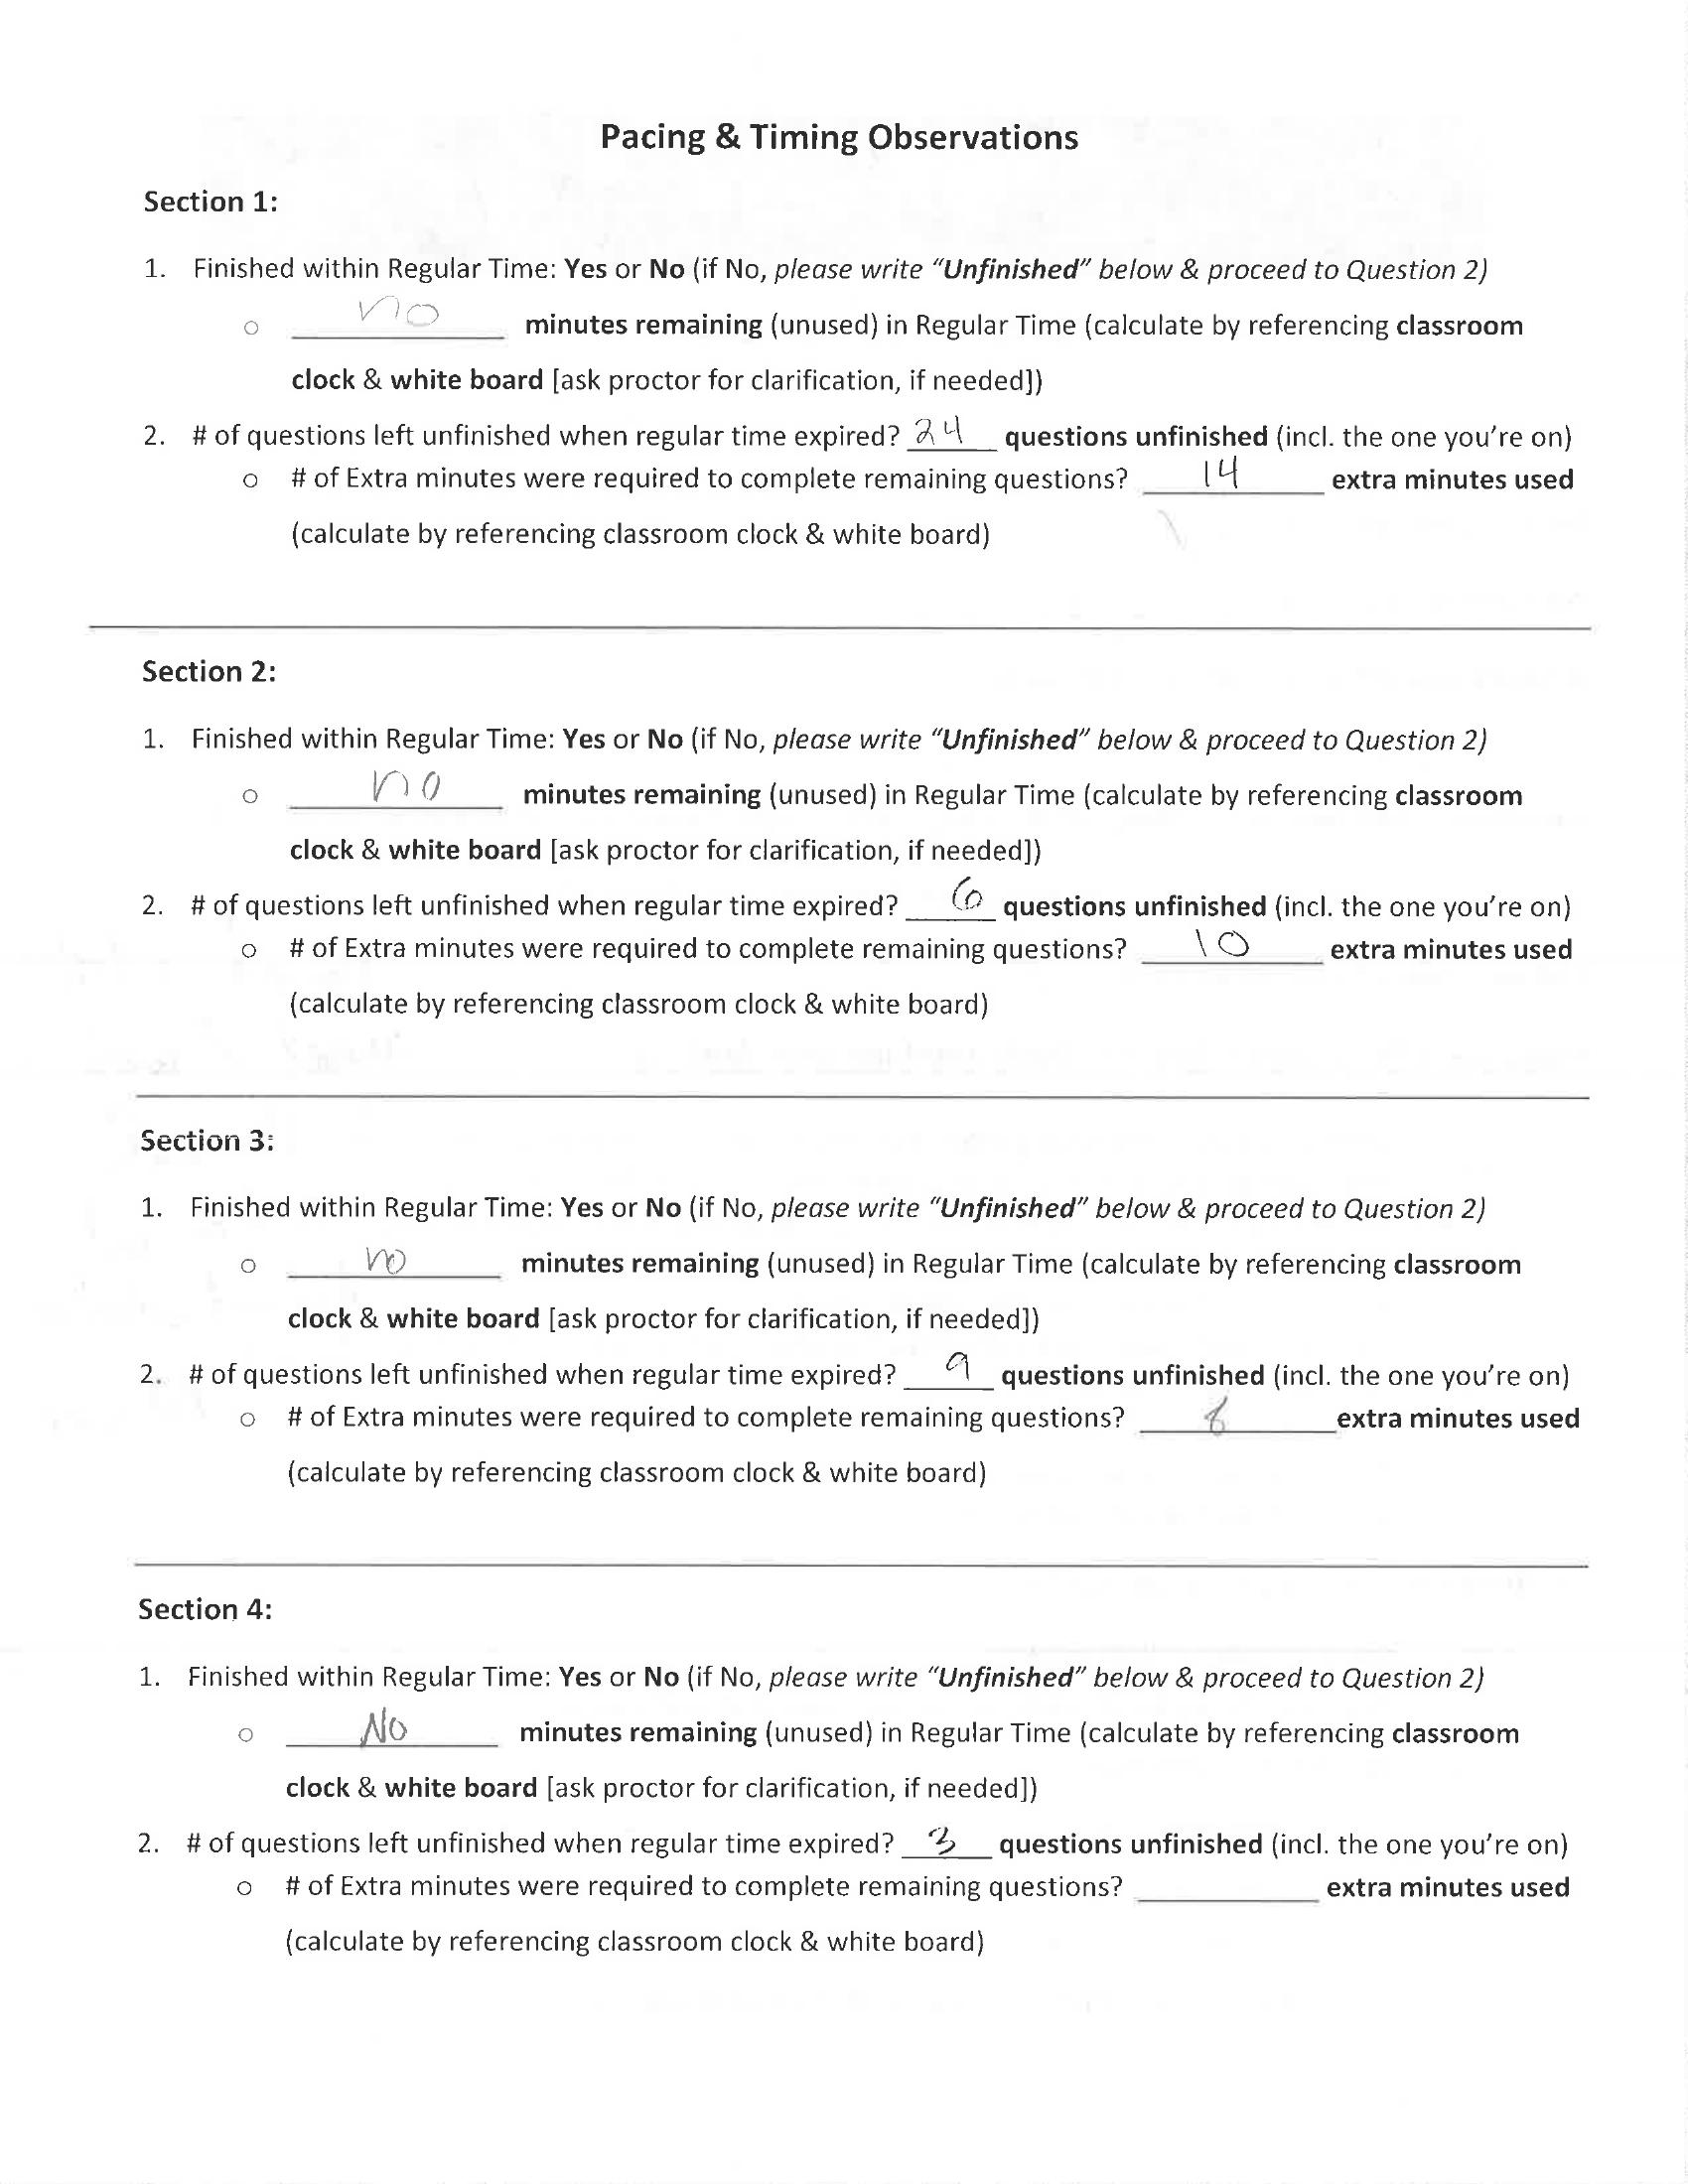 Pacing & Timing Observations
Section 1:
1. Finished within Regular Time: Yes or No (if No, please write “Unfinished” below & proceed to Question 2)
○ no minutes remaining (unused) in Regular Time (calculate by referencing classroom
clock & white board [ask proctor for clarification, if needed])
2. # of questions left unfinished when regular time expired? 24 questions unfinished (incl. the one you’re on)
○ # of Extra minutes were required to complete remaining questions? 14 extra minutes used
(calculate by referencing classroom clock & white board)
Section 2:
1. Finished within Regular Time: Yes or No (if No, please write “Unfinished” below & proceed to Question 2)
○ no minutes remaining (unused) in Regular Time (calculate by referencing classroom
clock & white board [ask proctor for clarification, if needed])
2. # of questions left unfinished when regular time expired? 6 questions unfinished (incl. the one you’re on)
○ # of Extra minutes were required to complete remaining questions? 10 extra minutes used
(calculate by referencing classroom clock & white board)
Section 3:
1. Finished within Regular Time: Yes or No (if No, please write “Unfinished” below & proceed to Question 2)
○ no minutes remaining (unused) in Regular Time (calculate by referencing classroom
clock & white board [ask proctor for clarification, if needed])
2. # of questions left unfinished when regular time expired? 9 questions unfinished (incl. the one you’re on)
○ # of Extra minutes were required to complete remaining questions? extra minutes used
(calculate by referencing classroom clock & white board)
Section 4:
1. Finished within Regular Time: Yes or No (if No, please write “Unfinished” below & proceed to Question 2)
○ No minutes remaining (unused) in Regular Time (calculate by referencing classroom
clock & white board [ask proctor for clarification, if needed])
2. # of questions left unfinished when regular time expired? 3 questions unfinished (incl. the one you’re on)
○ # of Extra minutes were required to complete remaining questions? extra minutes used
(calculate by referencing classroom clock & white board)